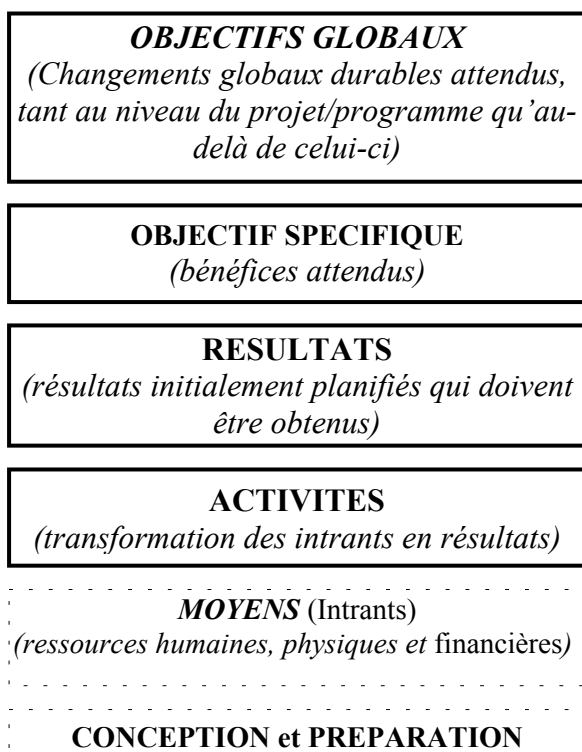 OBJECTIFS GLOBAUX
(Changements globaux durables attendus,
tant au niveau du projet/programme qu’au-
delà de celui-ci)
OBJECTIF SPECIFIQUE
(bénéfices attendus)
RESULTATS
(résultats initialement planifiés qui doivent
être obtenus)
ACTIVITES
(transformation des intrants en résultats)
MOYENS (Intrants)
(ressources humaines, physiques et financières)
CONCEPTION et PREPARATION